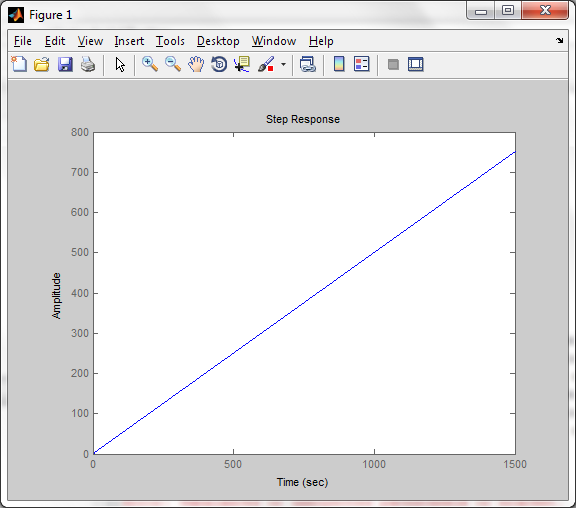 Figure 1
File Edit View Insert Tools Desktop Window Help
Step Response
800
700
600
500
400
300
200
100
0
Amplitude
0 500 1000 1500
Time (sec)